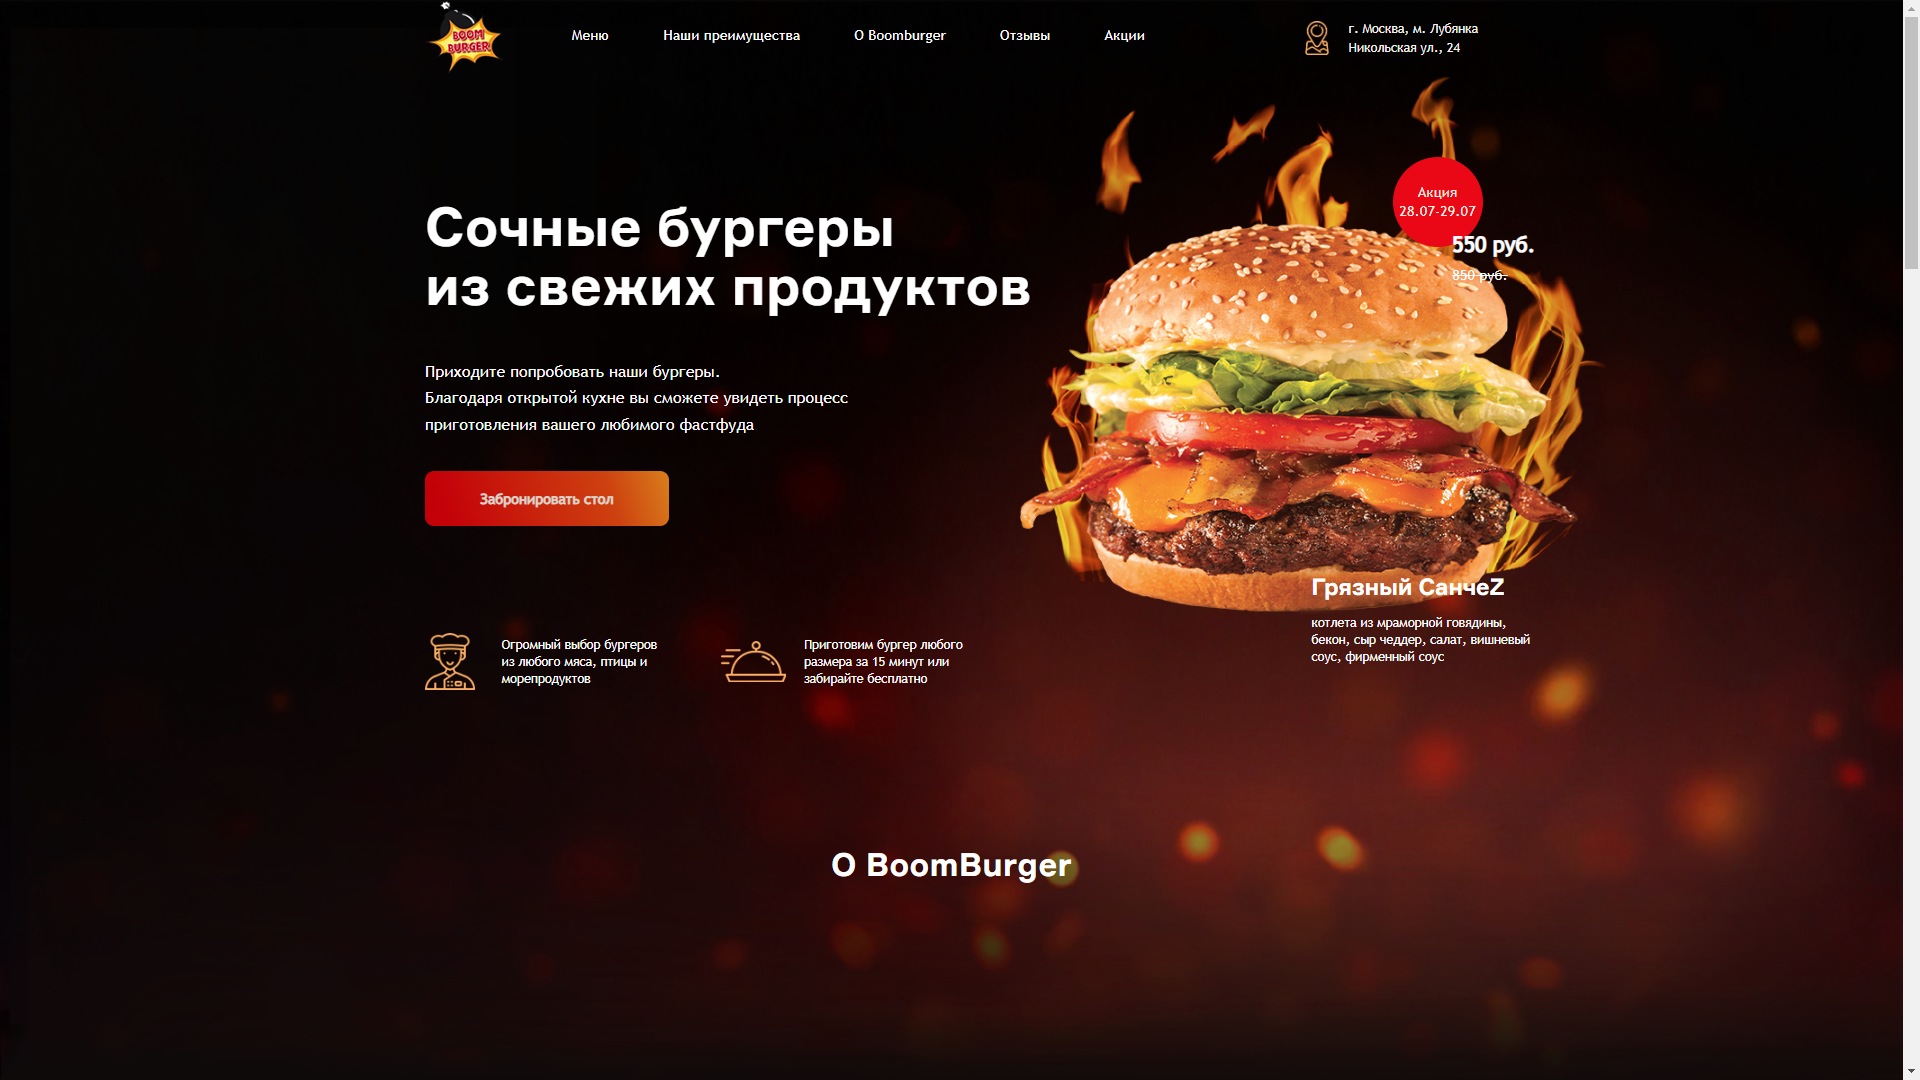 BOOM
BURGER
Меню
Наши преимущества
О Boomburger
Отзывы
Акции
г. Москва, м. Лубянка
Никольская ул., 24
Сочные бургеры
из свежих продуктов
Приходите попробовать наши бургеры.
Благодаря открытой кухне вы сможете увидеть процесс
приготовления вашего любимого фастфуда
Забронировать стол
Акция
28.07-29.07
550 руб.
850 руб.
Грязный СанчеZ
котлета из мраморной говядины,
бекон, сыр чеддер, салат, вишневый
соус, фирменный соус
Огромный выбор бургеров
из любого мяса, птицы и
морепродуктов
Приготовим бургер любого
размера за 15 минут или
забирайте бесплатно
О BoomBurger